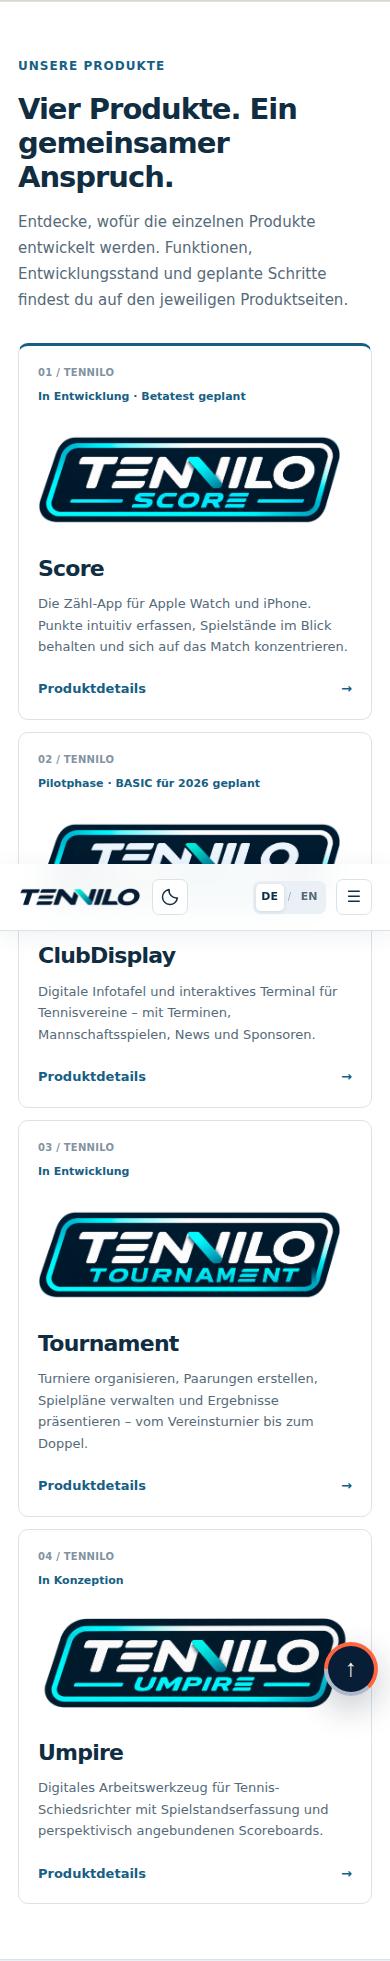 UNSERE PRODUKTE
Vier Produkte. Ein
gemeinsamer
Anspruch.
Entdecke, wofür die einzelnen Produkte
entwickelt werden. Funktionen,
Entwicklungsstand und geplante Schritte
findest du auf den jeweiligen Produktseiten.
01 / TENNILO
In Entwicklung · Betatest geplant
TENNILO
SCORE
Score
Die Zähl-App für Apple Watch und iPhone.
Punkte intuitiv erfassen, Spielstände im Blick
behalten und sich auf das Match konzentrieren.
Produktdetails →
02 / TENNILO
Pilotphase · BASIC für 2026 geplant
TENNILO
TENNILO DE / EN ☰
ClubDisplay
Digitale Infotafel und interaktives Terminal für
Tennisvereine – mit Terminen,
Mannschaftsspielen, News und Sponsoren.
Produktdetails →
03 / TENNILO
In Entwicklung
TENNILO
TOURNAMENT
Tournament
Turniere organisieren, Paarungen erstellen,
Spielpläne verwalten und Ergebnisse
präsentieren – vom Vereinsturnier bis zum
Doppel.
Produktdetails →
04 / TENNILO
In Konzeption
TENNILO
UMPIRE
↑
Umpire
Digitales Arbeitswerkzeug für Tennis-
Schiedsrichter mit Spielstandserfassung und
perspektivisch angebundenen Scoreboards.
Produktdetails →